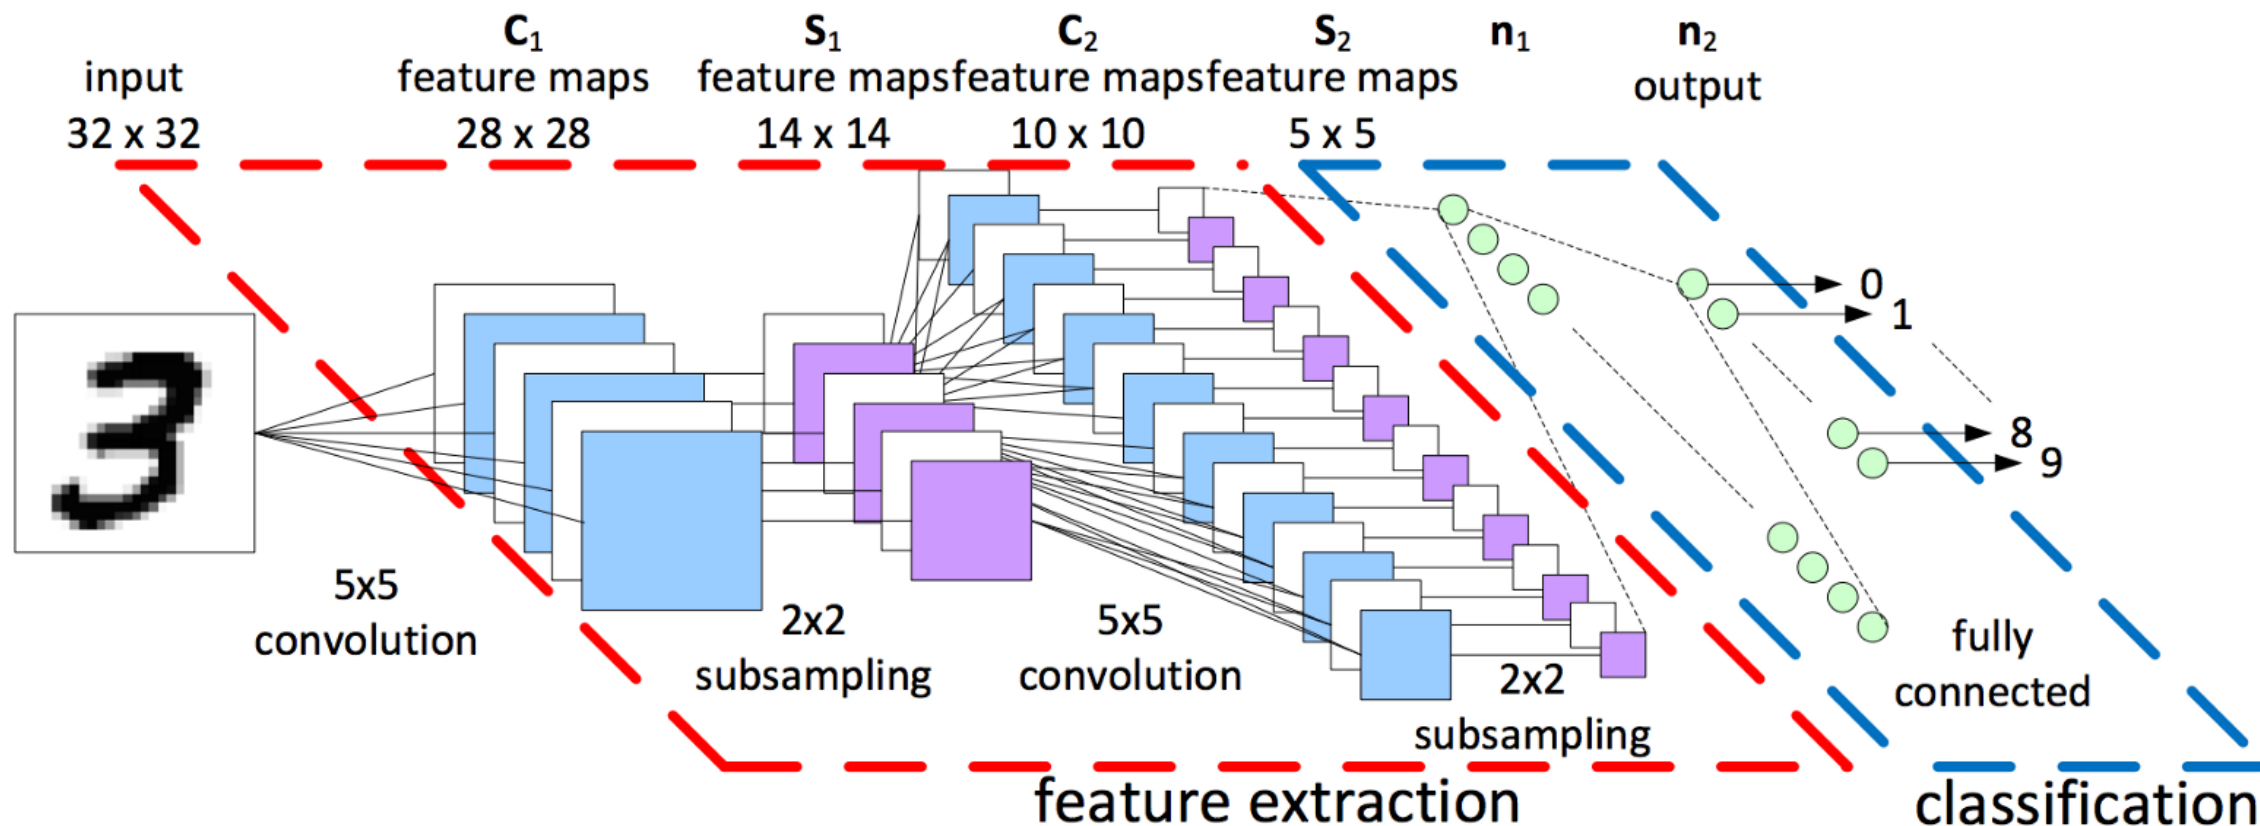 input
32 x 32
C1
feature maps
28 x 28
S1
feature maps
14 x 14
C2
feature maps
10 x 10
S2
feature maps
5 x 5
n1
n2
output
3
0
1
8
9
5x5
convolution
2x2
subsampling
5x5
convolution
2x2
subsampling
fully
connected
feature extraction
classification